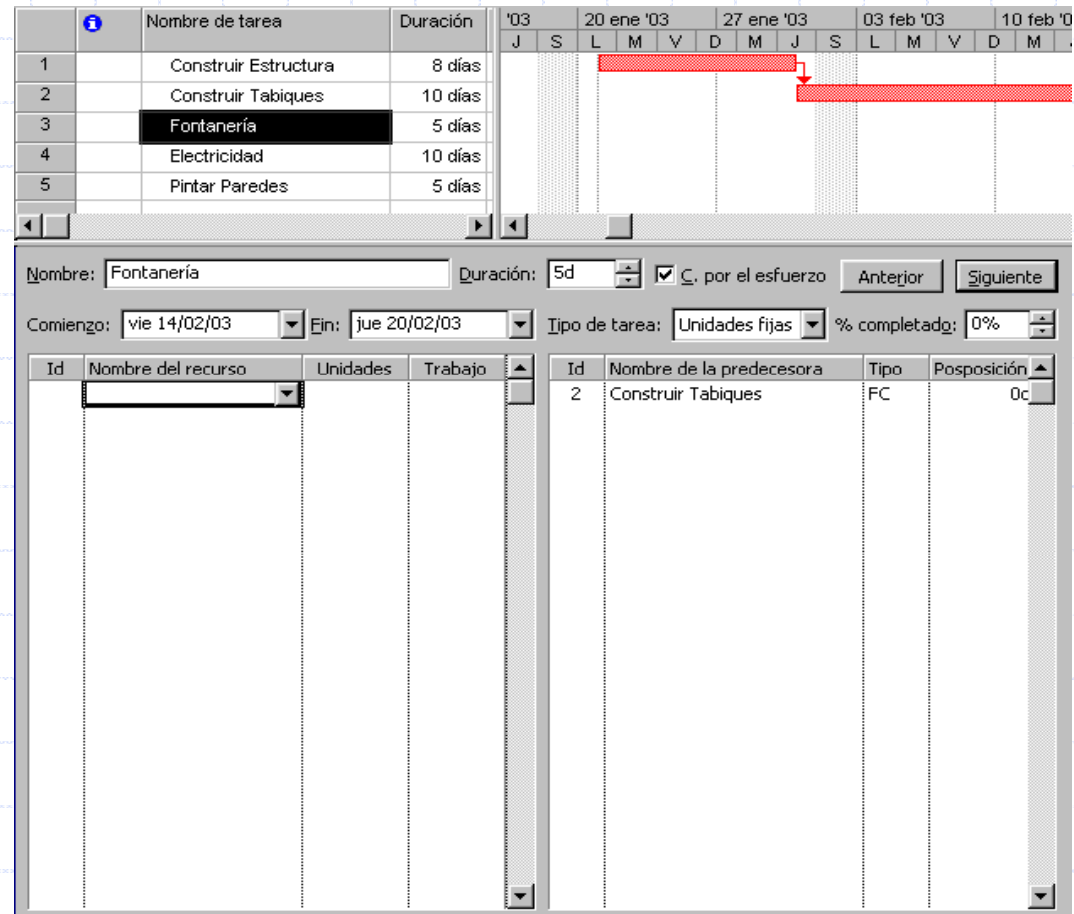 Nombre de tarea Duración '03 20 ene '03 27 ene '03 03 feb '03 10 feb '0
J S L M V D M J S L M V D M
1 Construir Estructura 8 días
2 Construir Tabiques 10 días
3 Fontanería 5 días
4 Electricidad 10 días
5 Pintar Paredes 5 días
Nombre: Fontanería Duración: 5d C. por el esfuerzo Anterior Siguiente
Comienzo: vie 14/02/03 Fin: jue 20/02/03 Tipo de tarea: Unidades fijas % completado: 0%
Id Nombre del recurso Unidades Trabajo Id Nombre de la predecesora Tipo Posposición
2 Construir Tabiques FC 0d